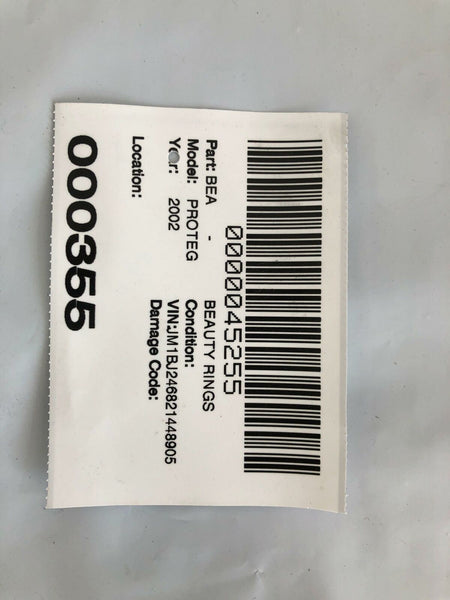 0000045255
Part: BEA - BEAUTY RINGS
Model: PROTEG Condition:
Year: 2002 VIN:JM1BJ246821448905
Damage Code:
Location:
000355